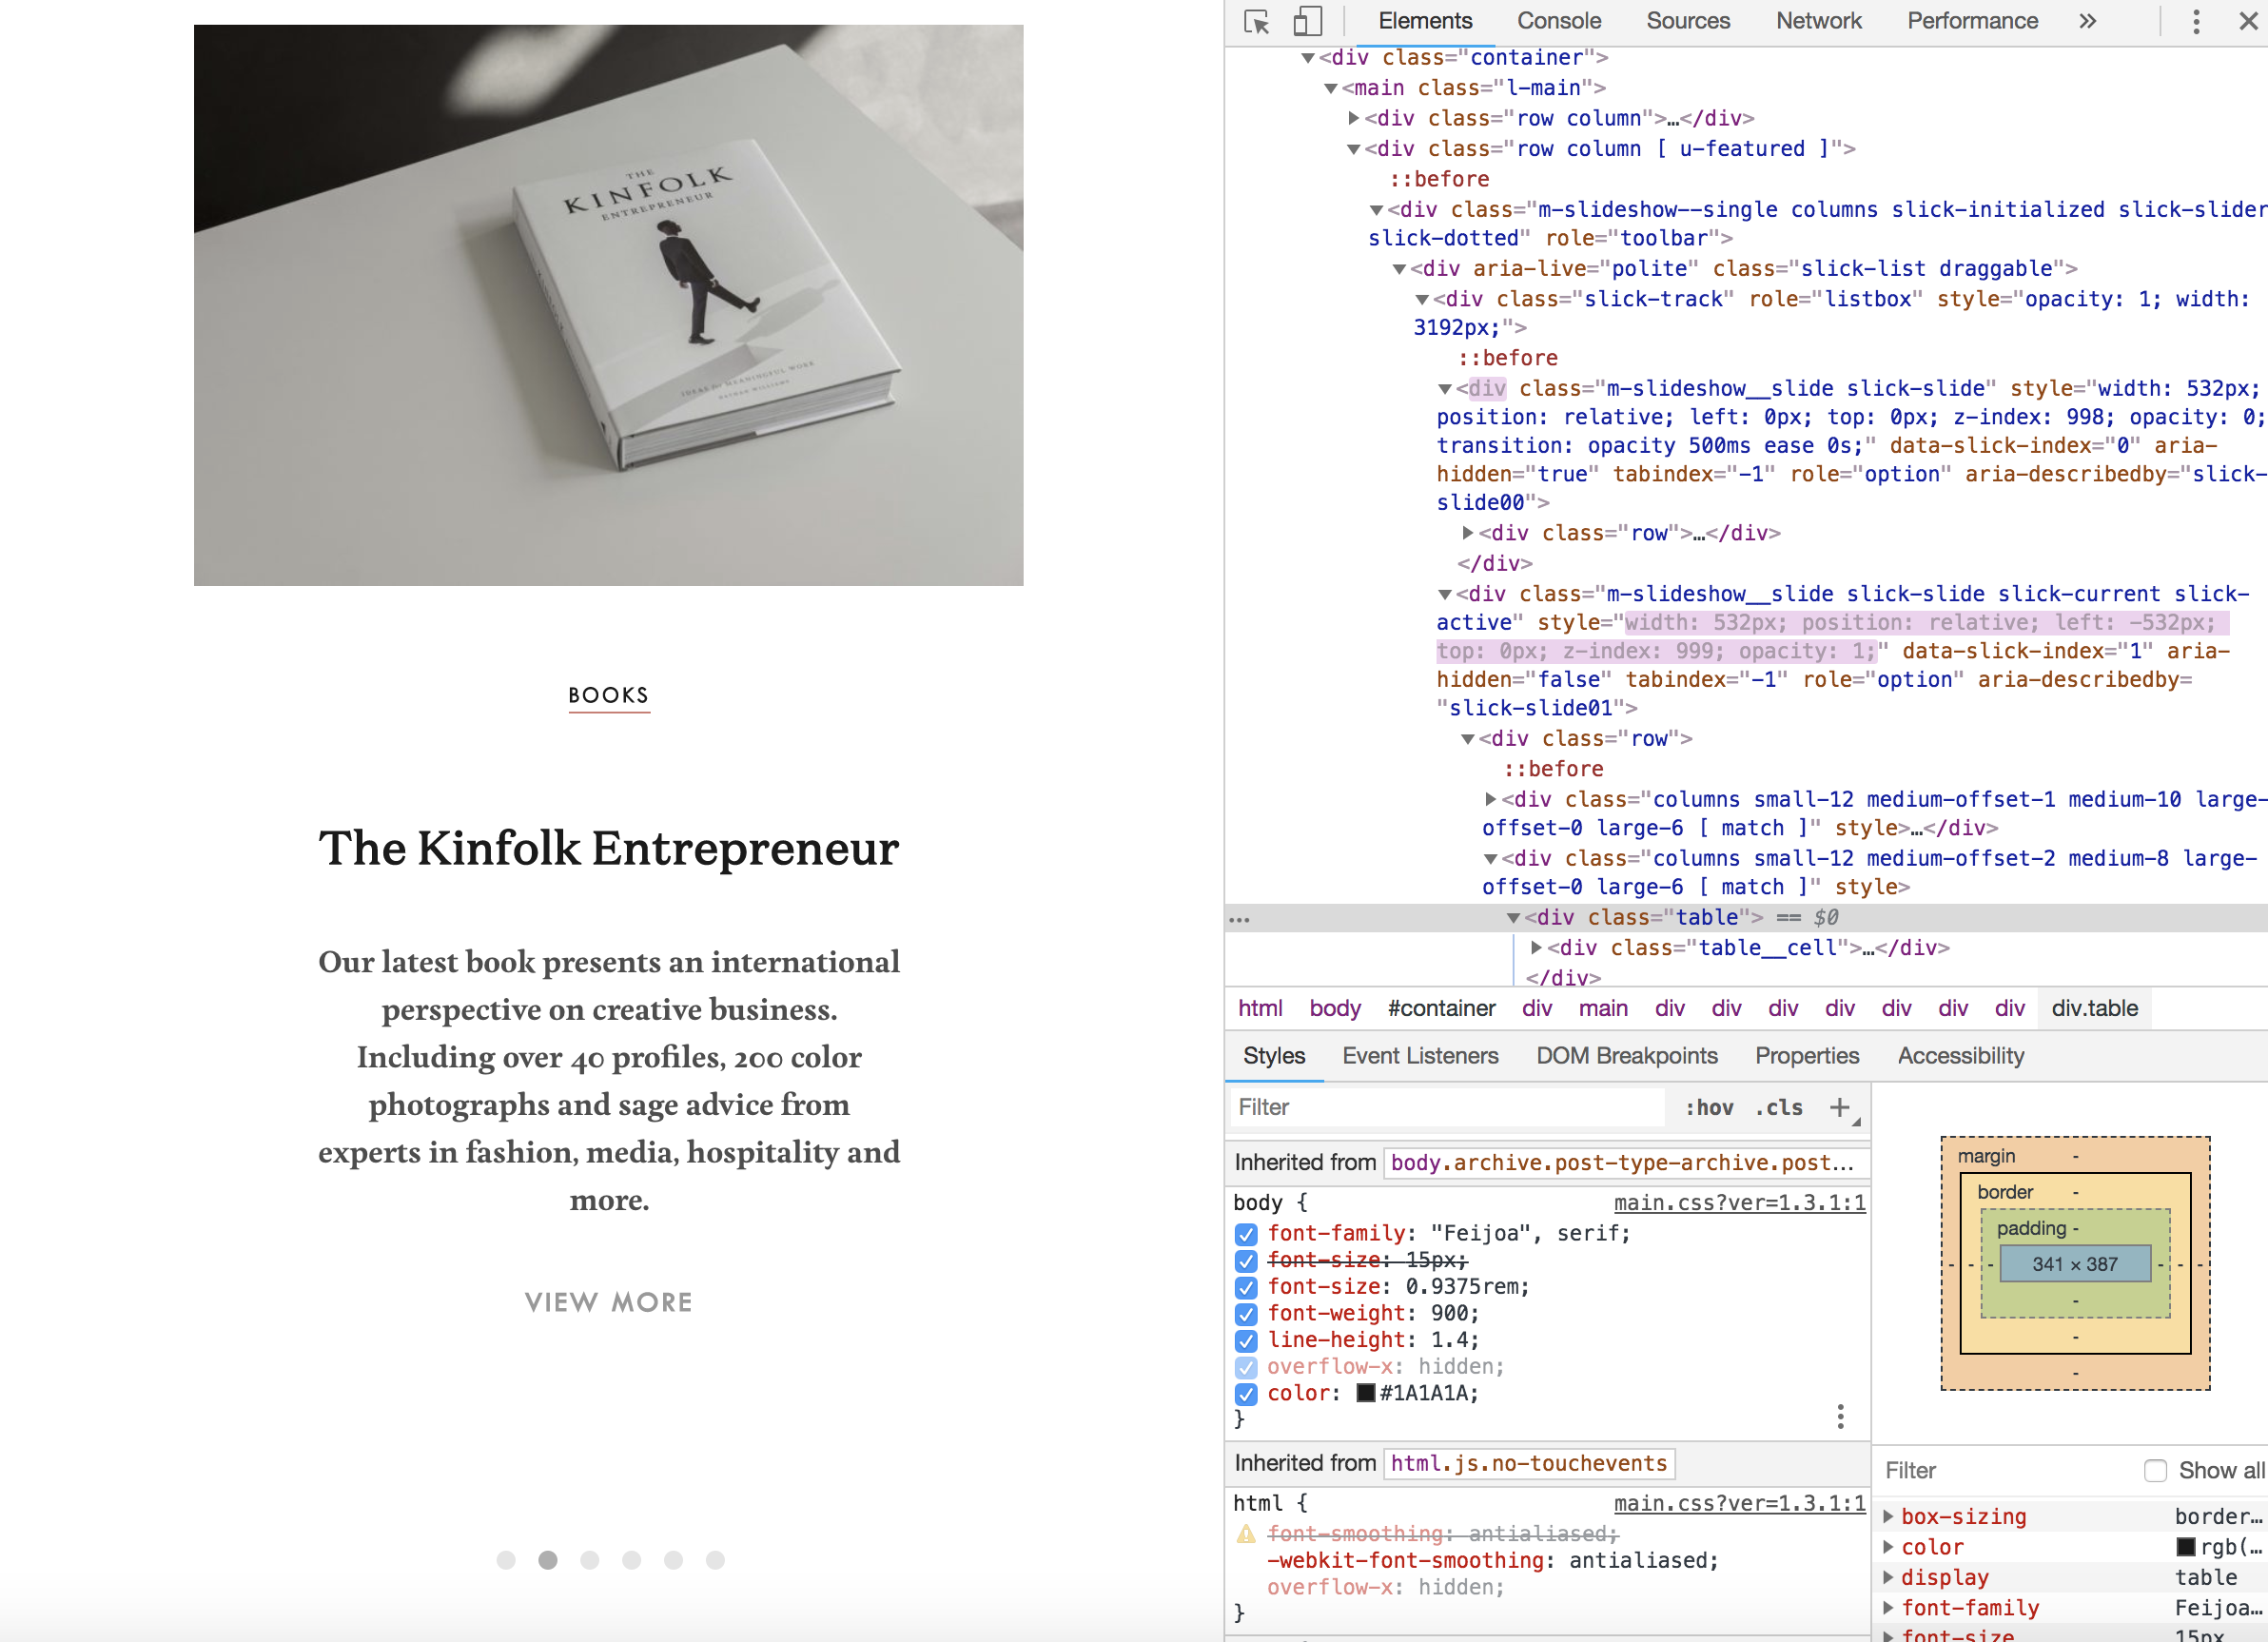 THE
KINFOLK
ENTREPRENEUR
IDEAS for MEANINGFUL WORK
NATHAN WILLIAMS
BOOKS
The Kinfolk Entrepreneur
Our latest book presents an international
perspective on creative business.
Including over 40 profiles, 200 color
photographs and sage advice from
experts in fashion, media, hospitality and
more.
VIEW MORE
Elements Console Sources Network Performance »
▼<div class="container">
▼<main class="l-main">
▶<div class="row column">…</div>
▼<div class="row column [ u-featured ]">
::before
▼<div class="m-slideshow--single columns slick-initialized slick-slider
slick-dotted" role="toolbar">
▼<div aria-live="polite" class="slick-list draggable">
▼<div class="slick-track" role="listbox" style="opacity: 1; width:
3192px;">
::before
▼<div class="m-slideshow__slide slick-slide" style="width: 532px;
position: relative; left: 0px; top: 0px; z-index: 998; opacity: 0;
transition: opacity 500ms ease 0s;" data-slick-index="0" aria-
hidden="true" tabindex="-1" role="option" aria-describedby="slick-
slide00">
▶<div class="row">…</div>
</div>
▼<div class="m-slideshow__slide slick-slide slick-current slick-
active" style="width: 532px; position: relative; left: -532px;
top: 0px; z-index: 999; opacity: 1;" data-slick-index="1" aria-
hidden="false" tabindex="-1" role="option" aria-describedby=
"slick-slide01">
▼<div class="row">
::before
▶<div class="columns small-12 medium-offset-1 medium-10 large-
offset-0 large-6 [ match ]" style>…</div>
▼<div class="columns small-12 medium-offset-2 medium-8 large-
offset-0 large-6 [ match ]" style>
… ▼<div class="table"> == $0
▶<div class="table__cell">…</div>
</div>
html body #container div main div div div div div div div div.table
Styles Event Listeners DOM Breakpoints Properties Accessibility
Filter :hov .cls +
Inherited from body.archive.post-type-archive.post…
body { main.css?ver=1.3.1:1
font-family: "Feijoa", serif;
font-size: 15px;
font-size: 0.9375rem;
font-weight: 900;
line-height: 1.4;
overflow-x: hidden;
color: #1A1A1A;
}
Inherited from html.js.no-touchevents
html { main.css?ver=1.3.1:1
font-smoothing: antialiased;
-webkit-font-smoothing: antialiased;
overflow-x: hidden;
}
margin -
border -
padding -
- - - 341 × 387 - - -
-
-
-
Filter Show all
▶ box-sizing border…
▶ color rgb(…
▶ display table
▶ font-family Feijoa…
▶ font-size 15px